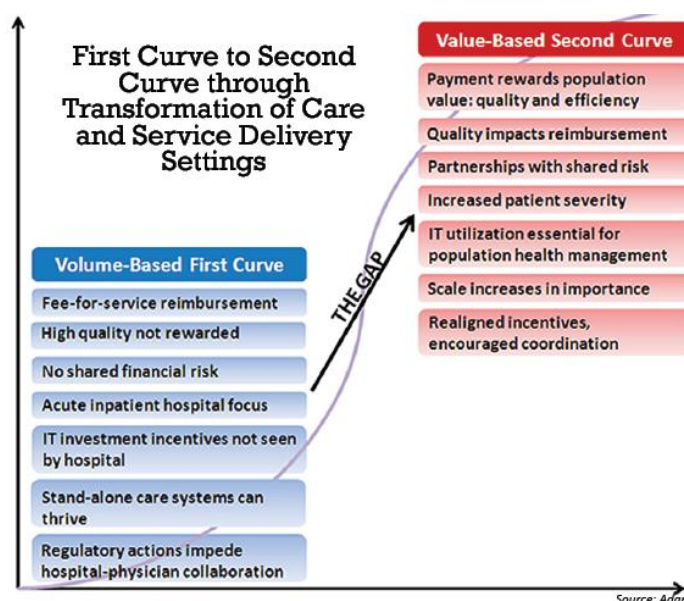 First Curve to Second
Curve through
Transformation of Care
and Service Delivery
Settings
Value-Based Second Curve
Payment rewards population
value: quality and efficiency
Quality impacts reimbursement
Partnerships with shared risk
Increased patient severity
IT utilization essential for
population health management
Scale increases in importance
Realigned incentives,
encouraged coordination
THE GAP
Volume-Based First Curve
Fee-for-service reimbursement
High quality not rewarded
No shared financial risk
Acute inpatient hospital focus
IT investment incentives not seen
by hospital
Stand-alone care systems can
thrive
Regulatory actions impede
hospital-physician collaboration
Source: